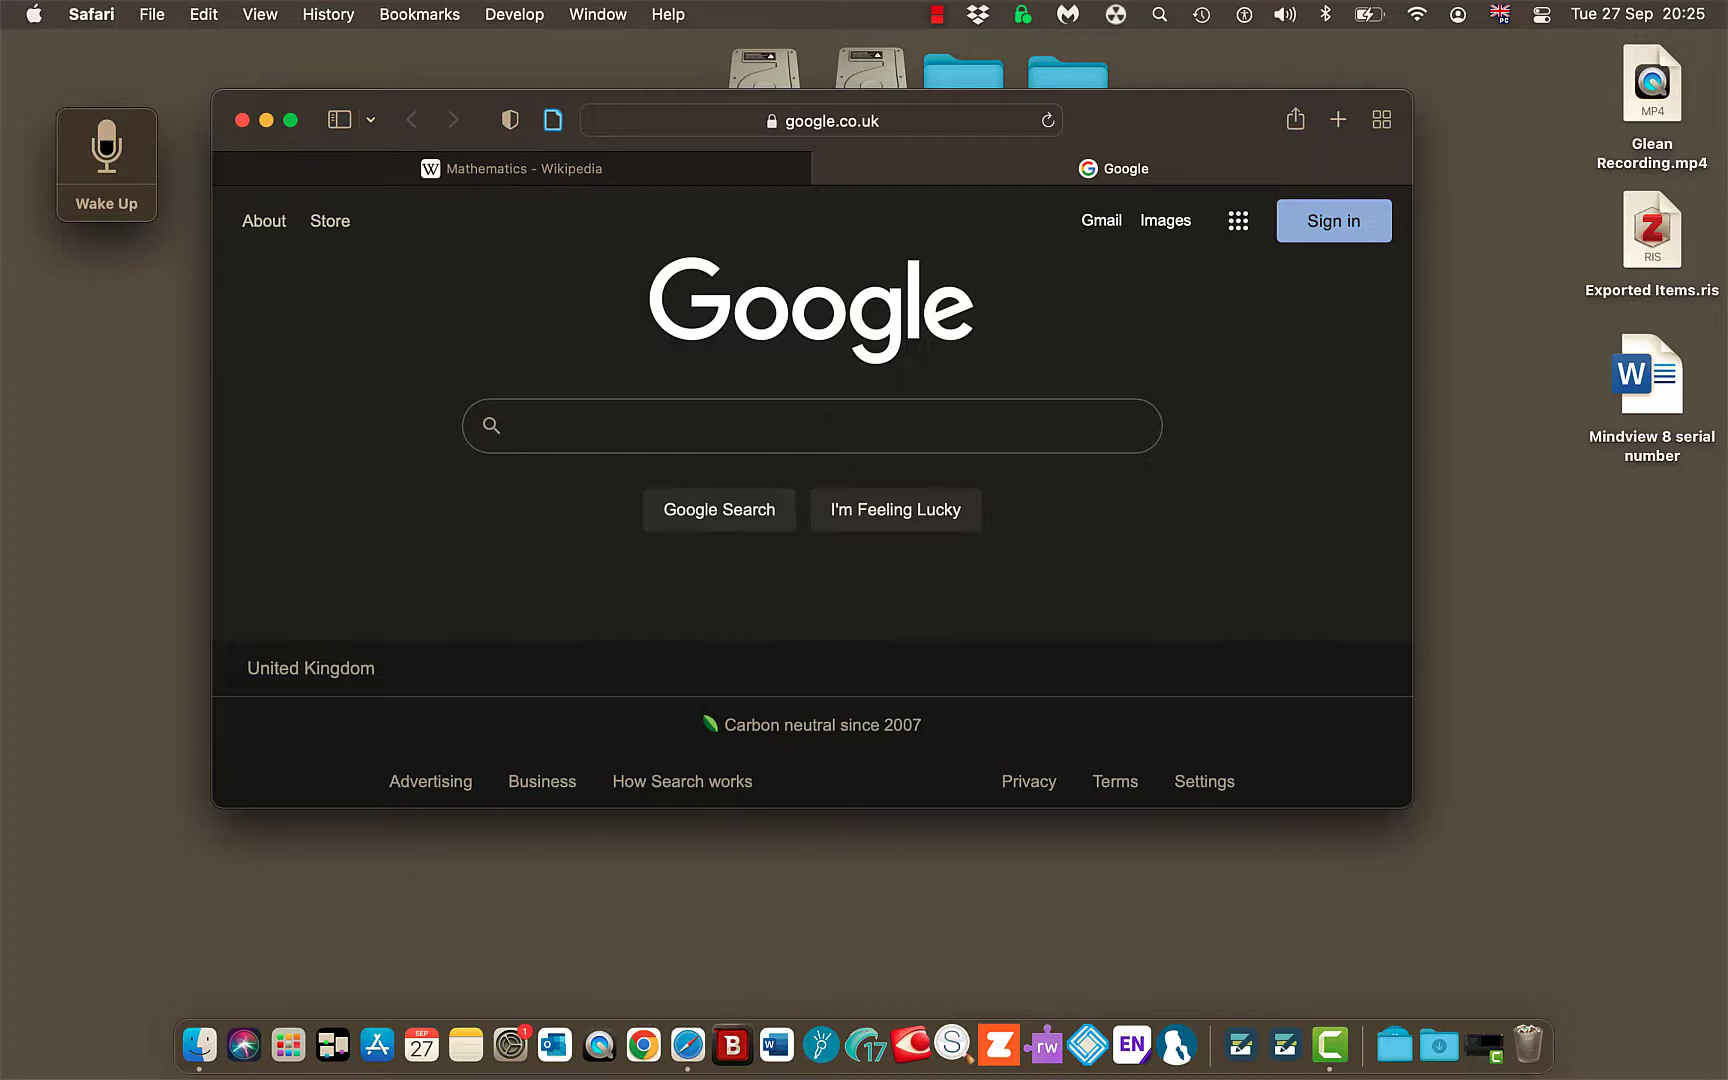 Safari File Edit View History Bookmarks Develop Window Help
Tue 27 Sep 20:25
Wake Up
google.co.uk
W Mathematics - Wikipedia
G Google
About Store
Gmail Images Sign in
Google
Google Search I'm Feeling Lucky
United Kingdom
Carbon neutral since 2007
Advertising Business How Search works
Privacy Terms Settings
MP4
Glean
Recording.mp4
Z
RIS
Exported Items.ris
W
Mindview 8 serial
number
SEP
27
1
B
W
17
S
Z
rw
EN
C